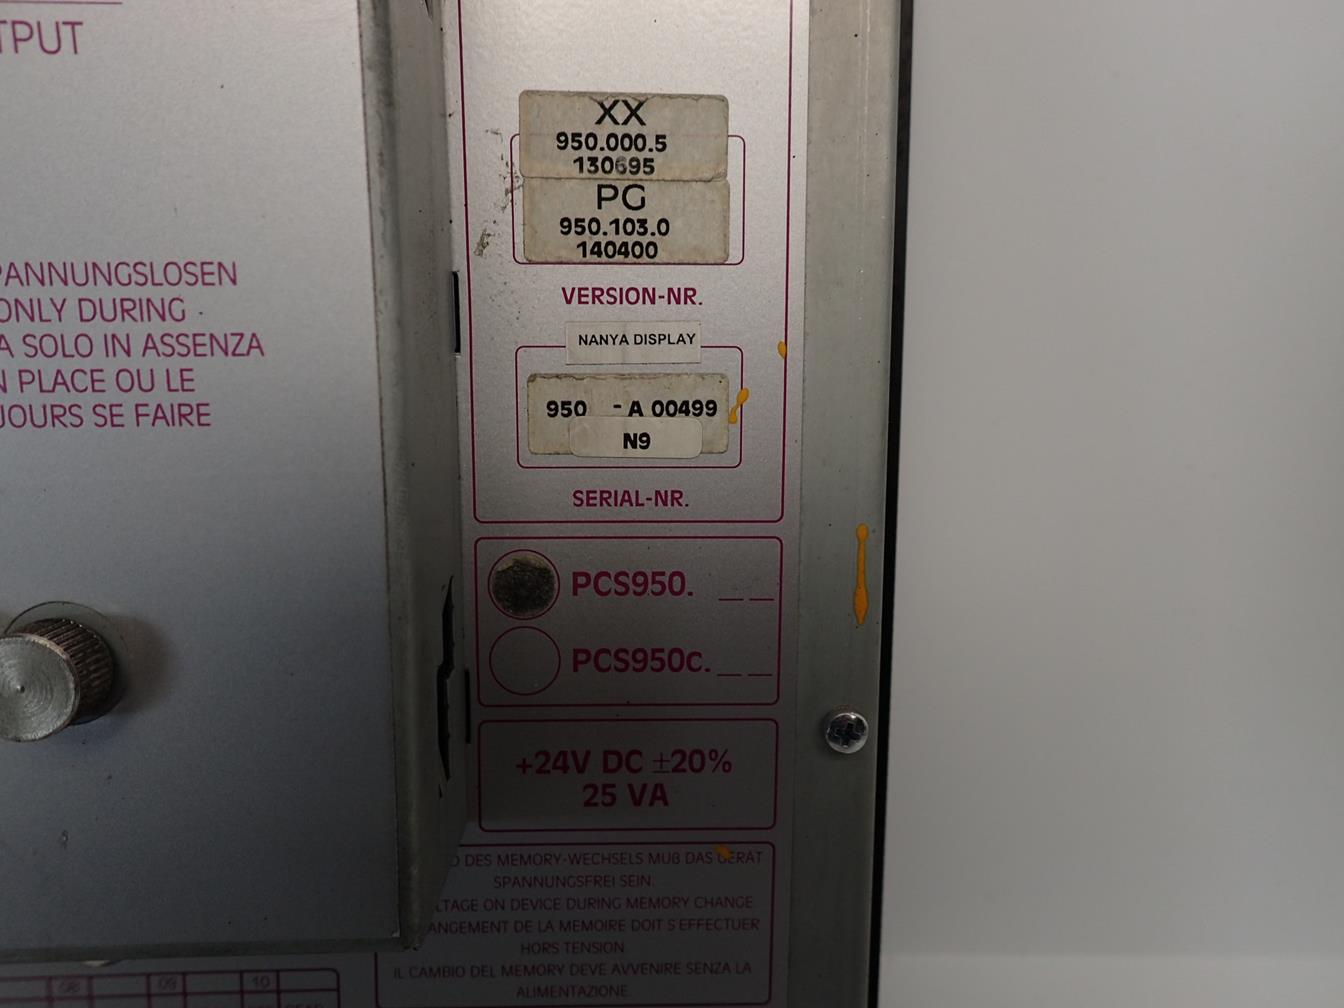 TPUT
PANNUNGSLOSEN
ONLY DURING
A SOLO IN ASSENZA
N PLACE OU LE
JOURS SE FAIRE
XX
950.000.5
130695
PG
950.103.0
140400
VERSION-NR.
NANYA DISPLAY
950 - A 00499
N9
SERIAL-NR.
PCS950. _ _
PCS950c. _ _
+24V DC ±20%
25 VA
D DES MEMORY-WECHSELS MUß DAS GERÄT
SPANNUNGSFREI SEIN.
LTAGE ON DEVICE DURING MEMORY CHANGE
ANGEMENT DE LA MEMOIRE DOIT S'EFFECTUER
HORS TENSION
IL CAMBIO DEL MEMORY DEVE AVVENIRE SENZA LA
ALIMENTAZIONE.
08 09 10